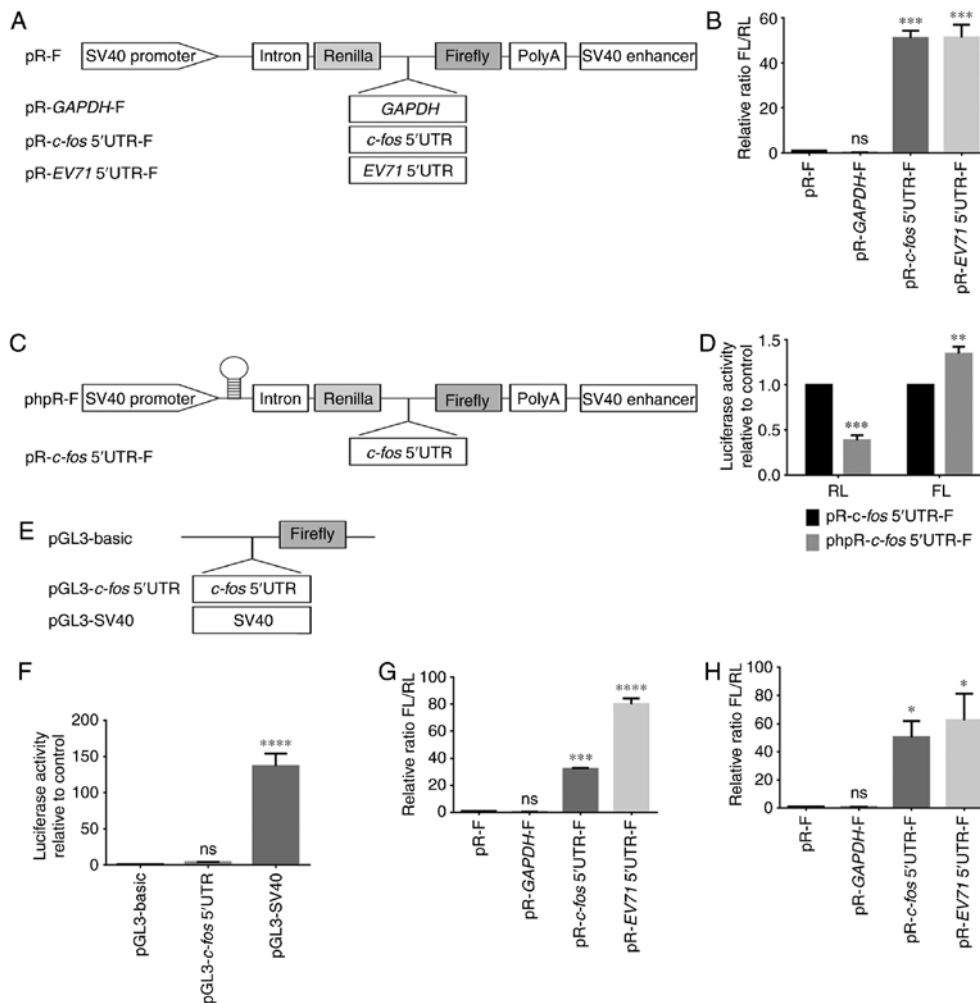 A
pR-F
SV40 promoter
Intron
Renilla
Firefly
PolyA
SV40 enhancer
pR-GAPDH-F
GAPDH
pR-c-fos 5′UTR-F
c-fos 5′UTR
pR-EV71 5′UTR-F
EV71 5′UTR
B
Relative ratio FL/RL
60
40
20
0
ns
***
***
pR-F
pR-GAPDH-F
pR-c-fos 5′UTR-F
pR-EV71 5′UTR-F
C
phpR-F
SV40 promoter
Intron
Renilla
Firefly
PolyA
SV40 enhancer
pR-c-fos 5′UTR-F
c-fos 5′UTR
D
Luciferase activity
relative to control
1.5
1.0
0.5
0.0
***
**
RL
FL
pR-c-fos 5′UTR-F
phpR-c-fos 5′UTR-F
E
pGL3-basic
Firefly
pGL3-c-fos 5′UTR
c-fos 5′UTR
pGL3-SV40
SV40
F
Luciferase activity
relative to control
200
150
100
50
0
ns
****
pGL3-basic
pGL3-c-fos 5′UTR
pGL3-SV40
G
Relative ratio FL/RL
100
80
60
40
20
0
ns
***
****
pR-F
pR-GAPDH-F
pR-c-fos 5′UTR-F
pR-EV71 5′UTR-F
H
Relative ratio FL/RL
100
80
60
40
20
0
ns
*
*
pR-F
pR-GAPDH-F
pR-c-fos 5′UTR-F
pR-EV71 5′UTR-F